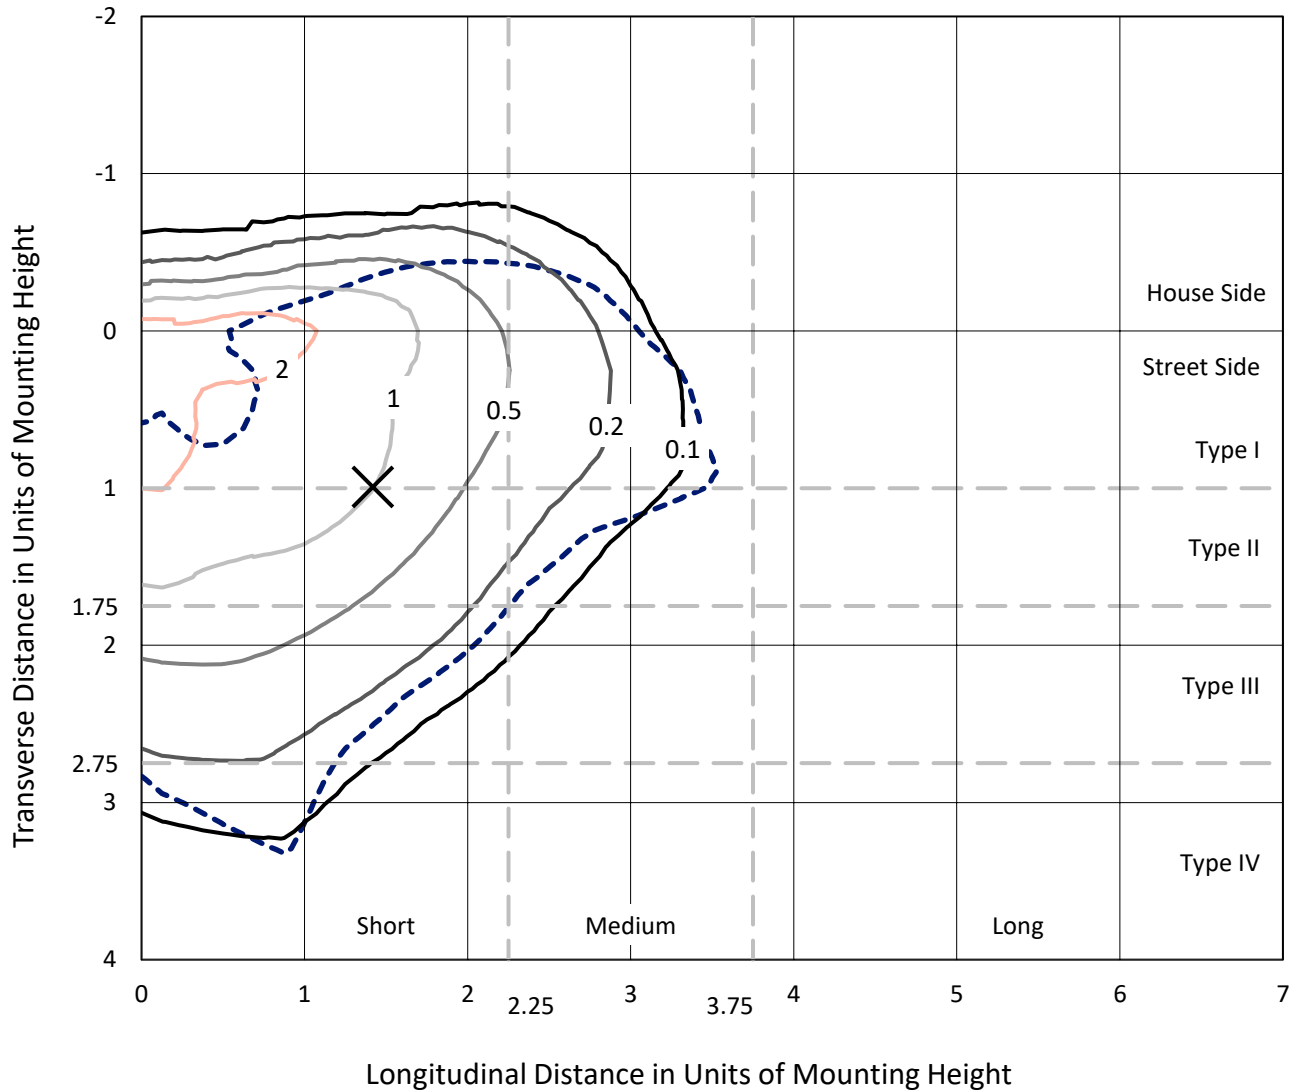 -2
-1
House Side
0
Street Side
2
1
0.5
0.2
0.1
Type I
1
Type II
1.75
2
Type III
2.75
3
Type IV
Short
Medium
Long
4
0
1
2
2.25
3
3.75
4
5
6
7
Longitudinal Distance in Units of Mounting Height
Transverse Distance in Units of Mounting Height